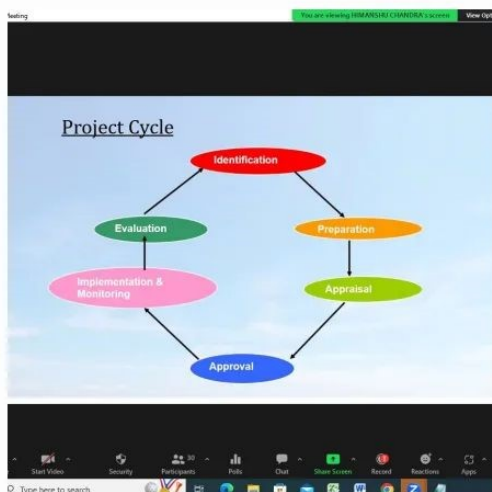 Meeting
You are viewing HIMANSHU CHANDRA's screen
View Opt
Project Cycle
Identification
Preparation
Appraisal
Approval
Implementation &
Monitoring
Evaluation
Start Video
Security
Participants
30
Polls
Chat
Share Screen
Record
Reactions
Apps
Type here to search